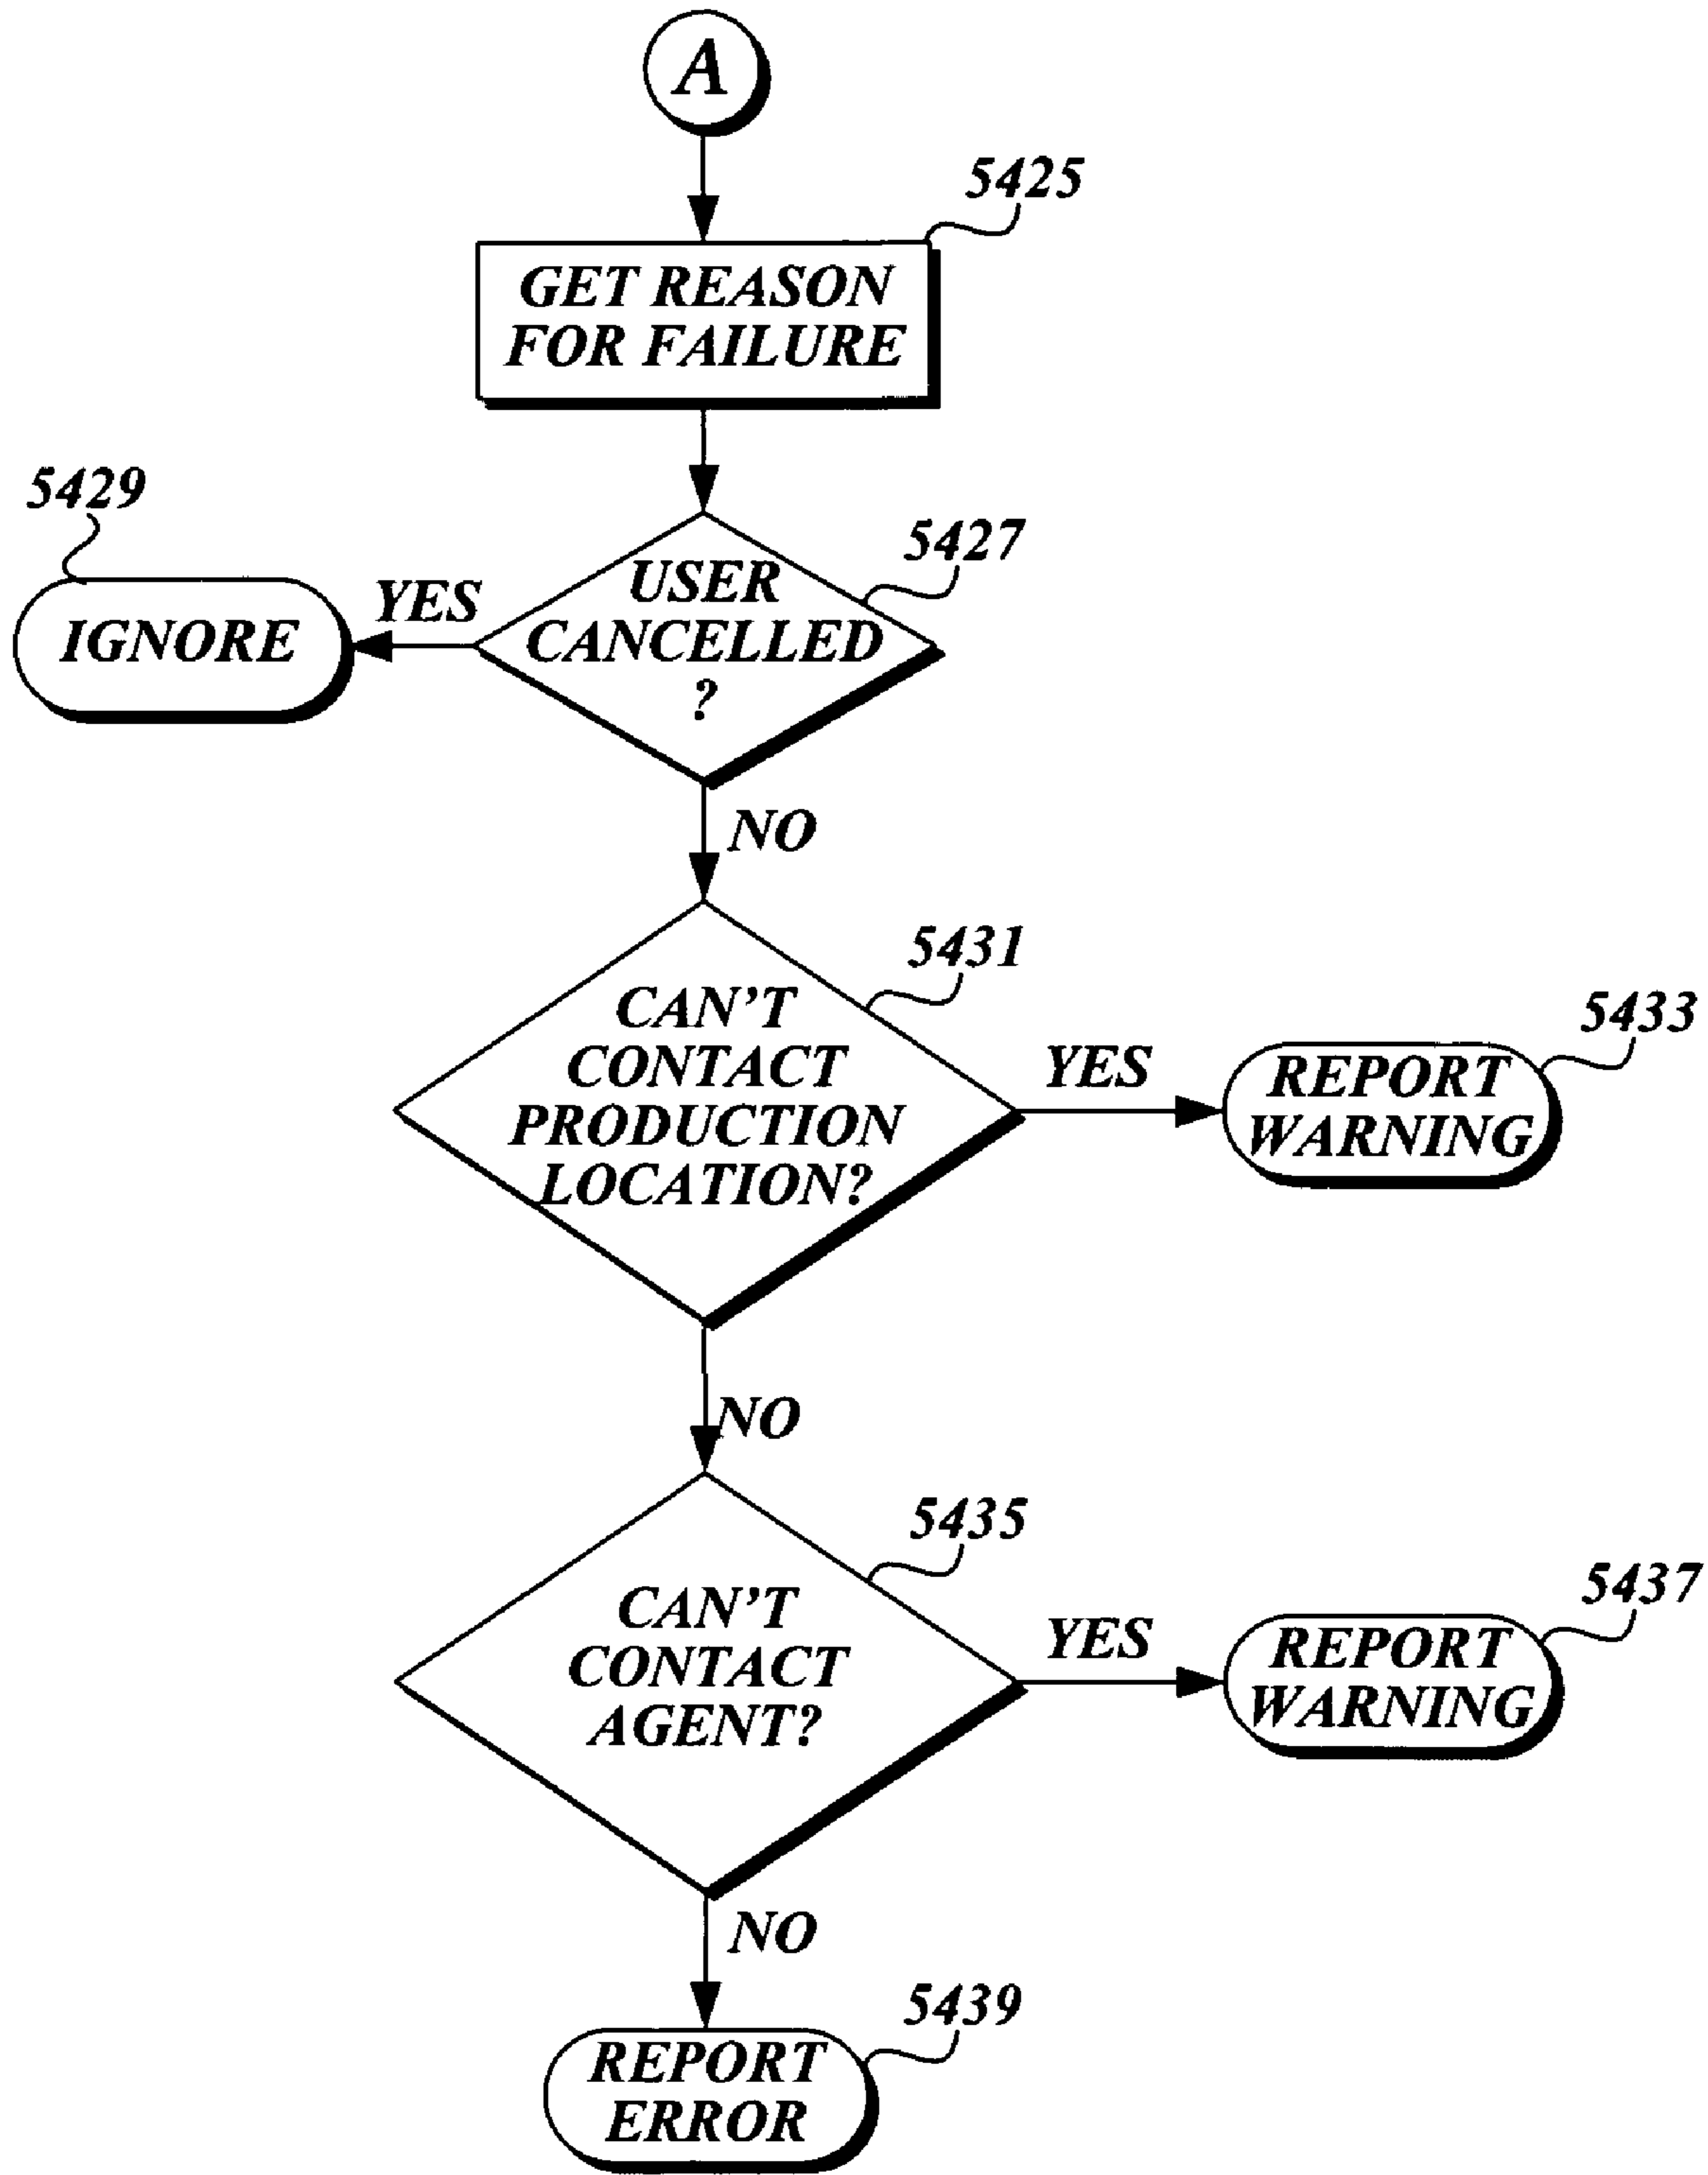 A
5425
GET REASON
FOR FAILURE
5429
5427
IGNORE
YES
USER
CANCELLED
?
NO
5431
CAN'T
CONTACT
PRODUCTION
LOCATION?
YES
5433
REPORT
WARNING
NO
5435
CAN'T
CONTACT
AGENT?
YES
5437
REPORT
WARNING
NO
5439
REPORT
ERROR